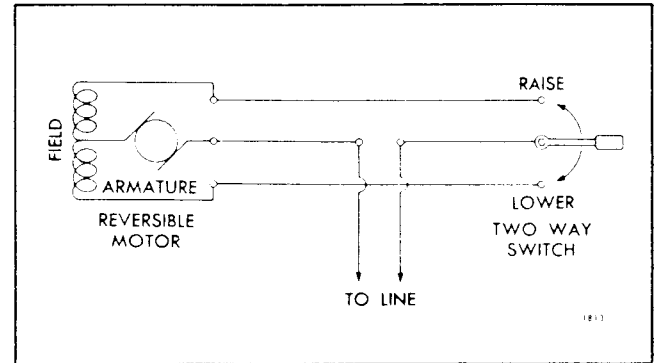 RAISE
FIELD
ARMATURE
REVERSIBLE
MOTOR
LOWER
TWO WAY
SWITCH
TO LINE